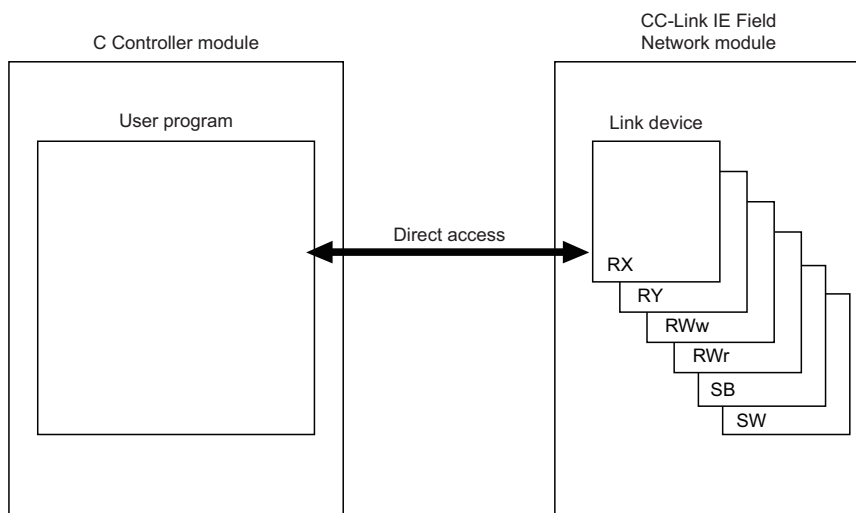 C Controller module
CC-Link IE Field
Network module
User program
Link device
Direct access
RX
RY
RWw
RWr
SB
SW